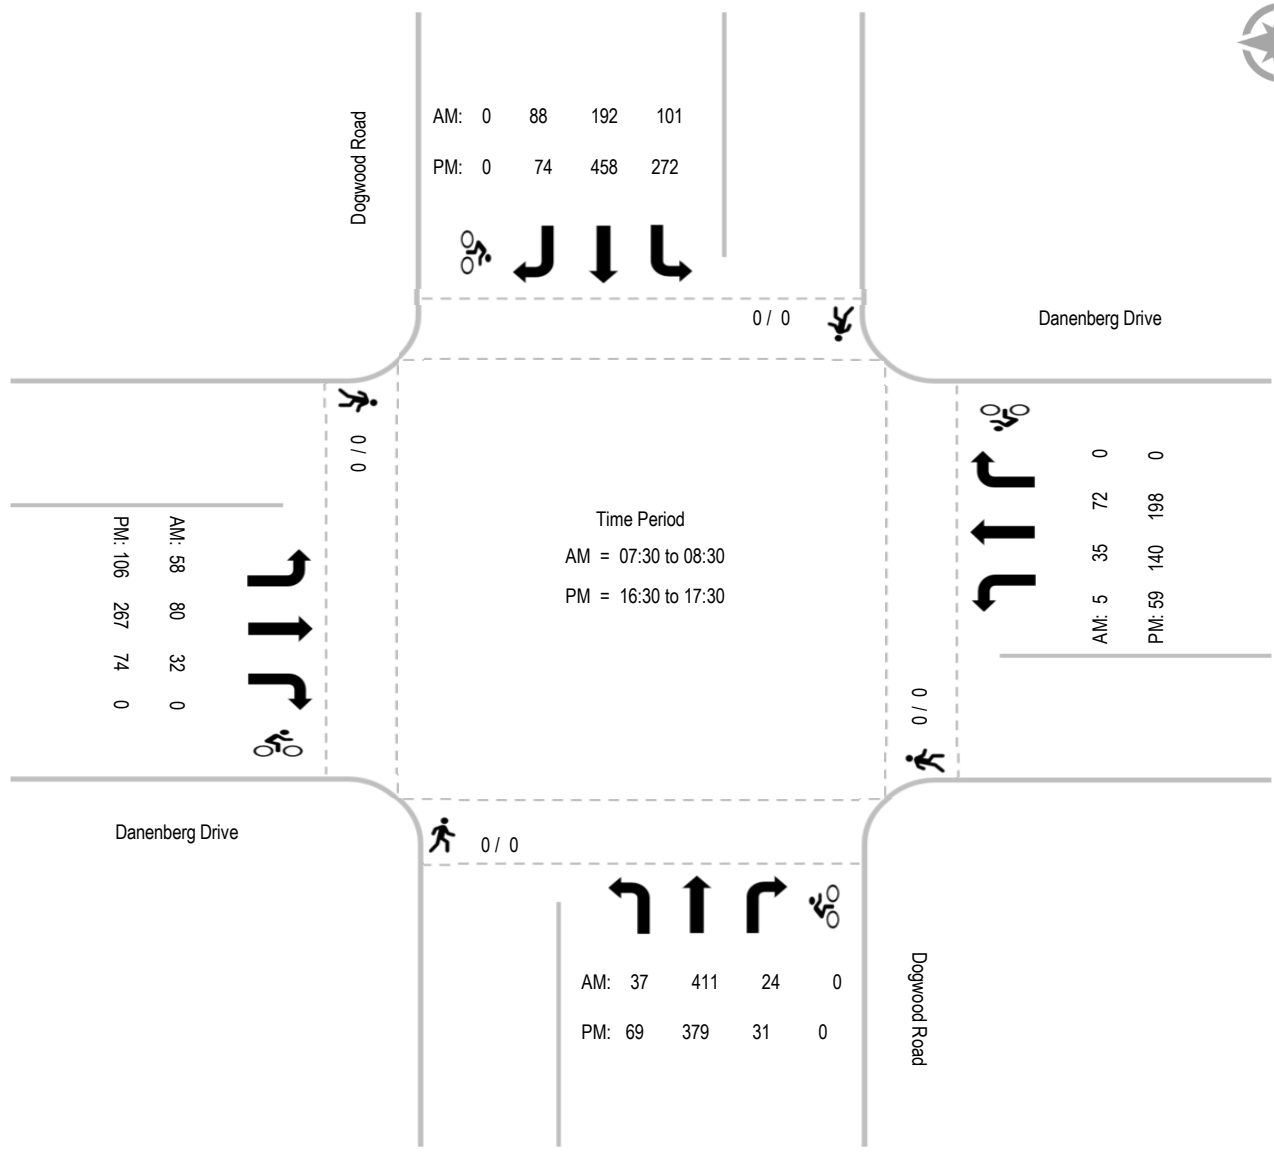 Dogwood Road
AM: 0 88 192 101
PM: 0 74 458 272
0 / 0
Danenberg Drive
0 / 0
Time Period
AM = 07:30 to 08:30
PM = 16:30 to 17:30
AM: 58 80 32 0
PM: 106 267 74 0
AM: 5 35 72 0
PM: 59 140 198 0
0 / 0
Danenberg Drive
0 / 0
AM: 37 411 24 0
PM: 69 379 31 0
Dogwood Road